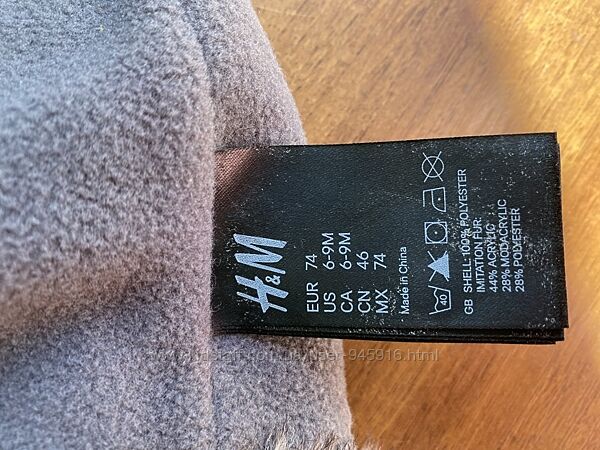 H&M
EUR 74
US 6-9M
CA 6-9M
CN 46
MX 74
Made in China
40
GB SHELL: 100% POLYESTER
IMITATION FUR:
44% ACRYLIC
28% MODACRYLIC
28% POLYESTER